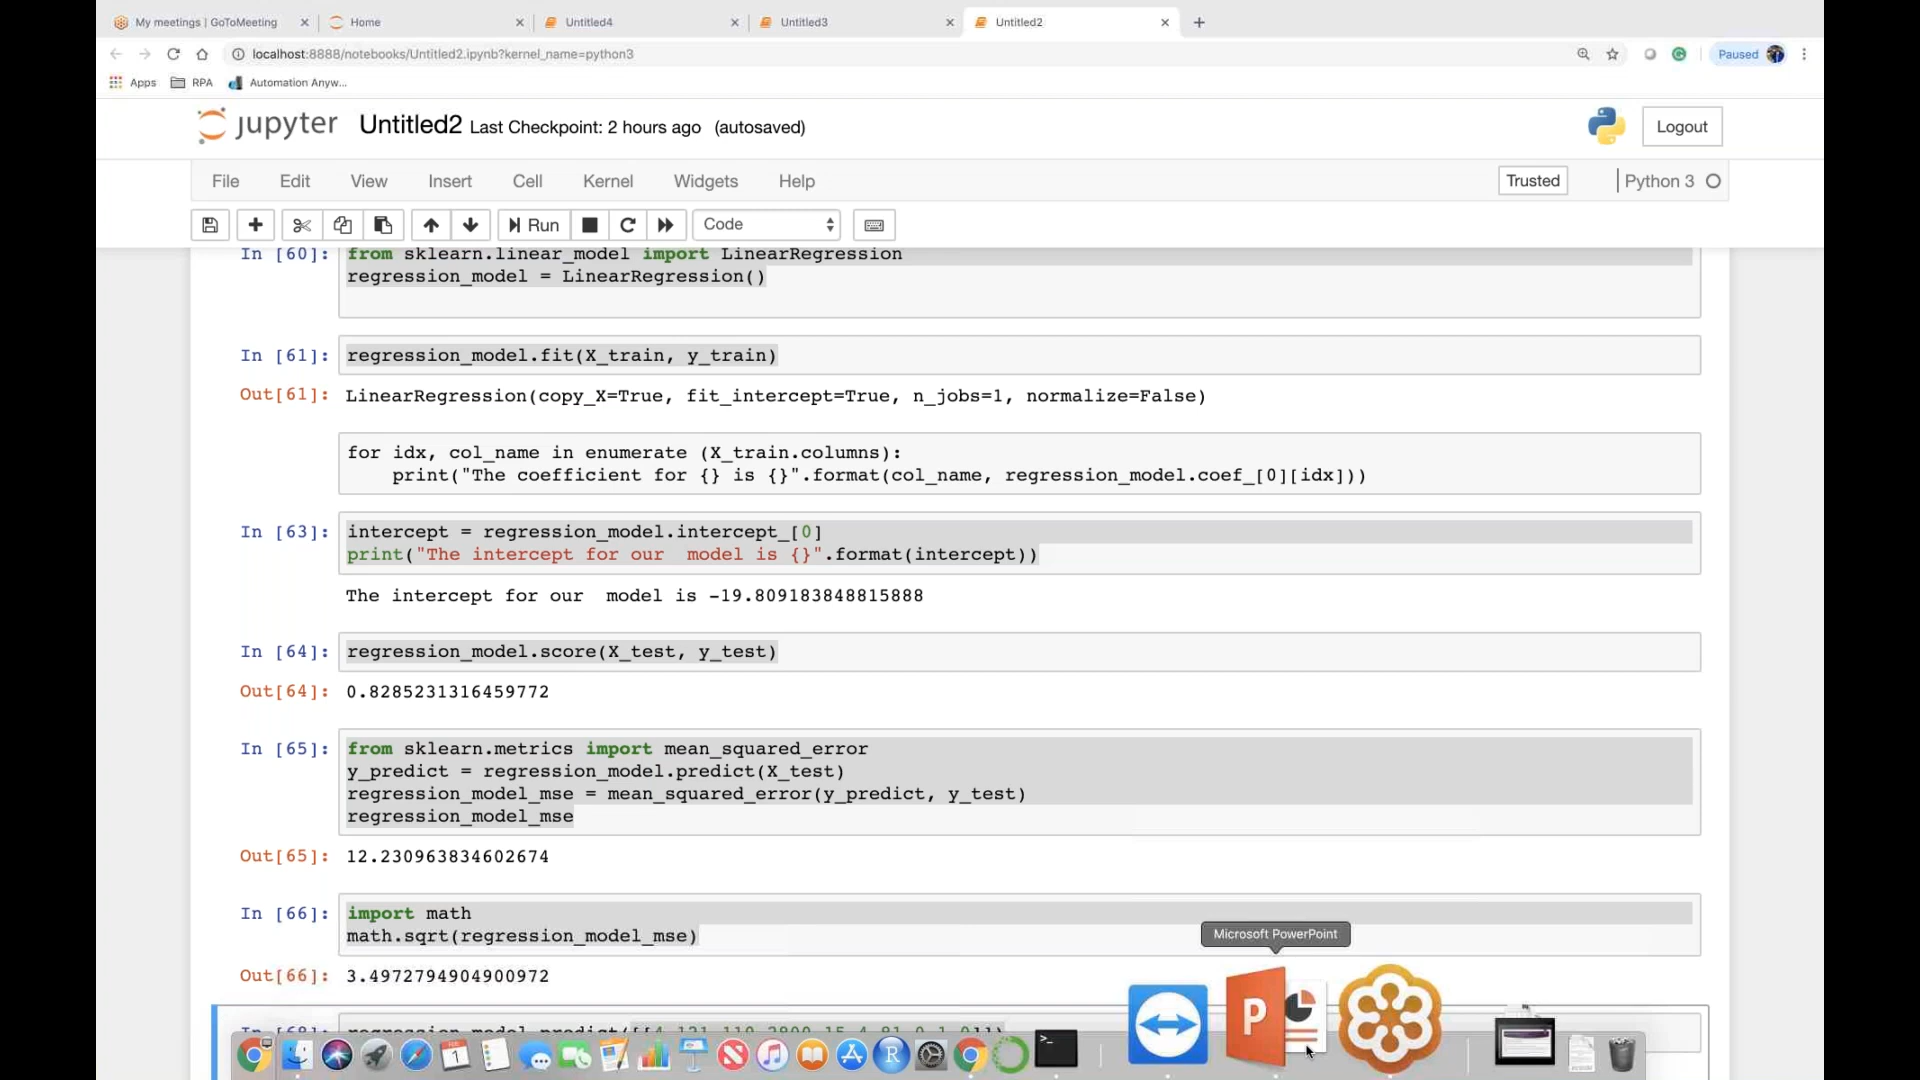 My meetings | GoToMeeting
Home
Untitled4
Untitled3
Untitled2
localhost:8888/notebooks/Untitled2.ipynb?kernel_name=python3
Paused
Apps
RPA
Automation Anyw...
jupyter
Untitled2 Last Checkpoint: 2 hours ago (autosaved)
Logout
File Edit View Insert Cell Kernel Widgets Help
Trusted
Python 3
Run
Code
In [60]: from sklearn.linear_model import LinearRegression
regression_model = LinearRegression()
In [61]: regression_model.fit(X_train, y_train)
Out[61]: LinearRegression(copy_X=True, fit_intercept=True, n_jobs=1, normalize=False)
for idx, col_name in enumerate (X_train.columns):
    print("The coefficient for {} is {}".format(col_name, regression_model.coef_[0][idx]))
In [63]: intercept = regression_model.intercept_[0]
print("The intercept for our  model is {}".format(intercept))
The intercept for our  model is -19.809183848815888
In [64]: regression_model.score(X_test, y_test)
Out[64]: 0.8285231316459772
In [65]: from sklearn.metrics import mean_squared_error
y_predict = regression_model.predict(X_test)
regression_model_mse = mean_squared_error(y_predict, y_test)
regression_model_mse
Out[65]: 12.230963834602674
In [66]: import math
math.sqrt(regression_model_mse)
Microsoft PowerPoint
Out[66]: 3.4972794904900972